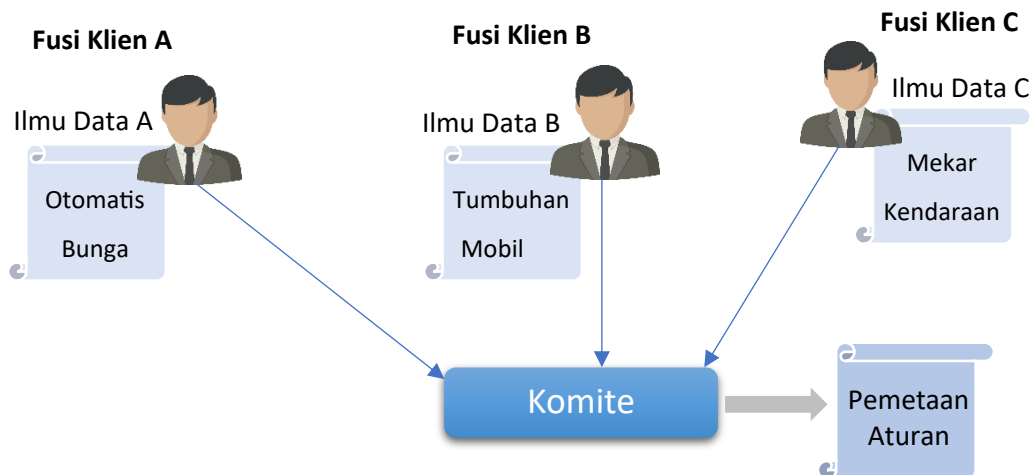 Fusi Klien A
Fusi Klien B
Fusi Klien C
Ilmu Data A
Ilmu Data B
Ilmu Data C
Otomatis
Bunga
Tumbuhan
Mobil
Mekar
Kendaraan
Komite
Pemetaan
Aturan